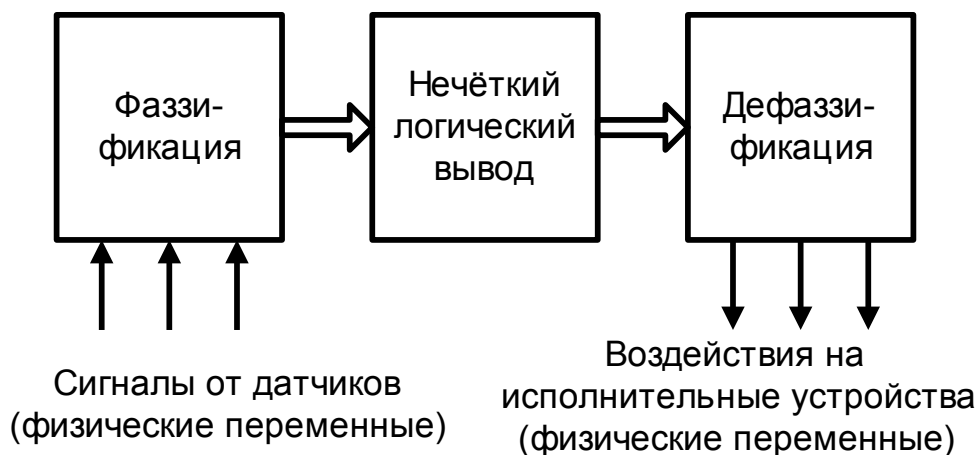 Фаззи-
фикация
Нечёткий
логический
вывод
Дефаззи-
фикация
Сигналы от датчиков
(физические переменные)
Воздействия на
исполнительные устройства
(физические переменные)